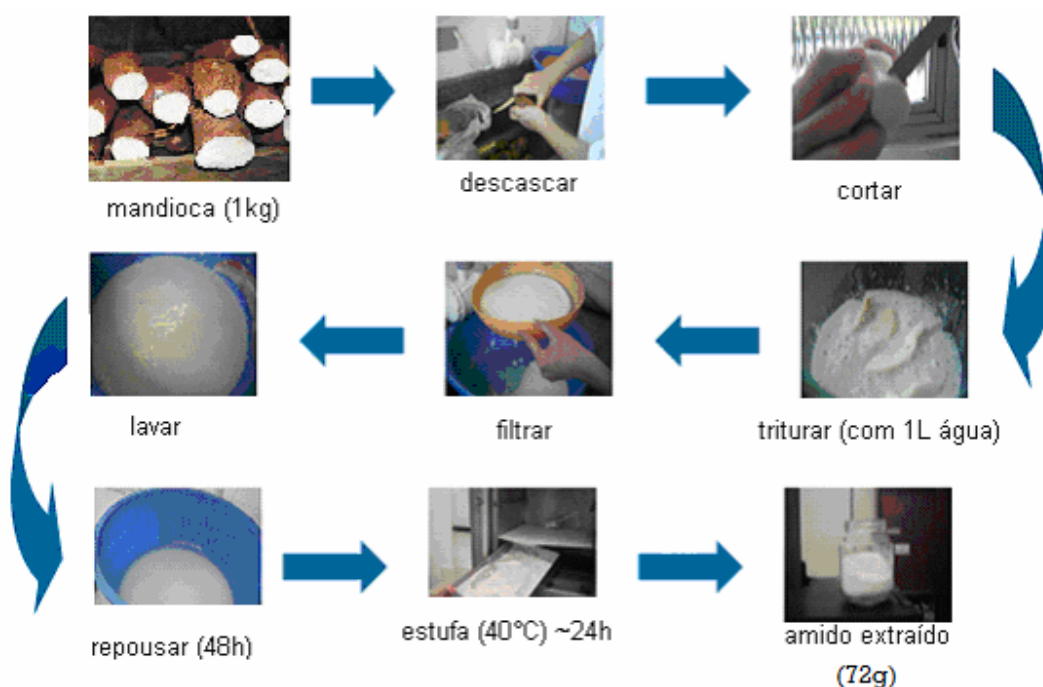 mandioca (1kg)
descascar
cortar
triturar (com 1L água)
filtrar
lavar
repousar (48h)
estufa (40°C) ~24h
amido extraído
(72g)